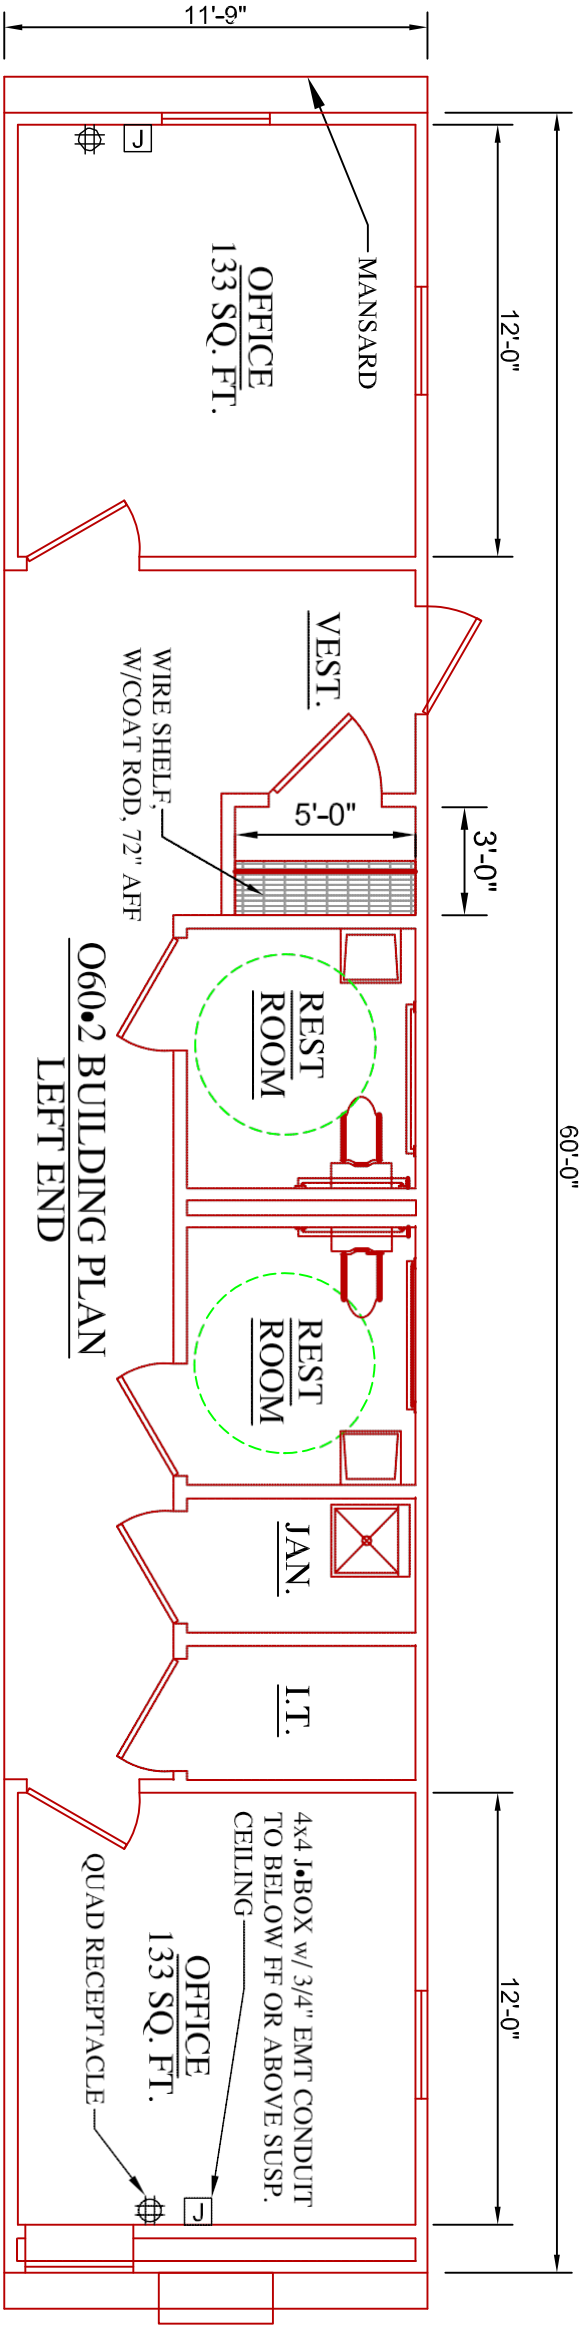 11'-9"
60'-0"
12'-0"
MANSARD
OFFICE
133 SQ. FT.
J
VEST.
3'-0"
5'-0"
WIRE SHELF,
W/COAT ROD, 72" AFF
REST
ROOM
O60•2 BUILDING PLAN
LEFT END
REST
ROOM
JAN.
I.T.
12'-0"
4x4 J•BOX w/ 3/4" EMT CONDUIT
TO BELOW FF OR ABOVE SUSP.
CEILING
OFFICE
133 SQ. FT.
QUAD RECEPTACLE
J